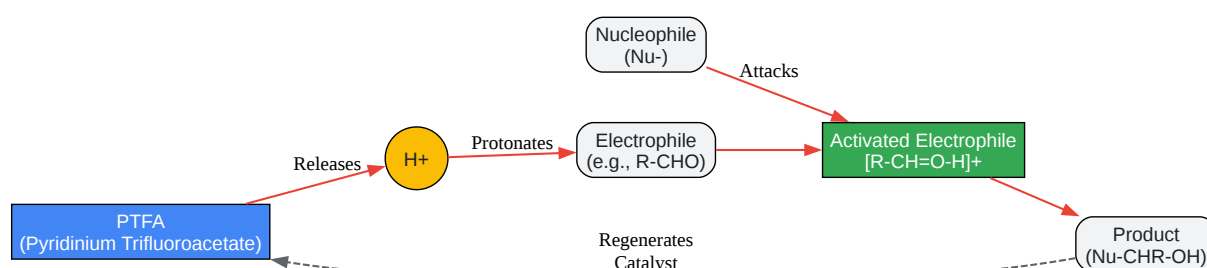 Nucleophile
(Nu-)
Attacks
Protonates
Electrophile
(e.g., R-CHO)
Activated Electrophile
[R-CH=O-H]+
Releases
H+
PTFA
(Pyridinium Trifluoroacetate)
Regenerates
Catalyst
Product
(Nu-CHR-OH)